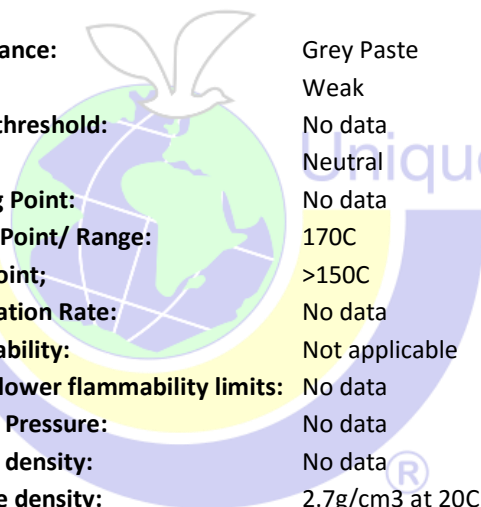 ance: Grey Paste
Weak
threshold: No data
Neutral
Unique
g Point: No data
Point/ Range: 170C
oint; >150C
ation Rate: No data
ability: Not applicable
lower flammability limits: No data
Pressure: No data
density: No data
®
e density: 2.7g/cm3 at 20C